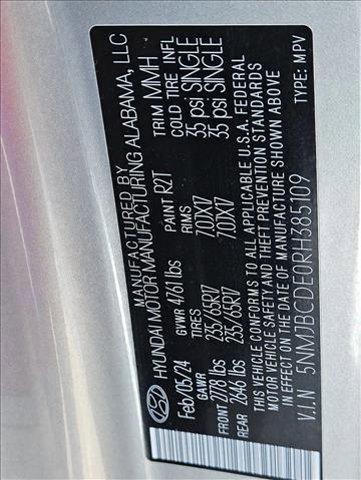 MANUFACTURED BY
HYUNDAI MOTOR MANUFACTURING ALABAMA, LLC
Feb/05/24 GVWR 4761 lbs PAINT R2T TRIM MMH
GAWR TIRES RIMS COLD TIRE INFL
FRONT 2778 lbs 235/65R17 7.0JX17 35 psi SINGLE
REAR 2646 lbs 235/65R17 7.0JX17 35 psi SINGLE
THIS VEHICLE CONFORMS TO ALL APPLICABLE U.S.A. FEDERAL
MOTOR VEHICLE SAFETY AND THEFT PREVENTION STANDARDS
IN EFFECT ON THE DATE OF MANUFACTURE SHOWN ABOVE
V.I.N 5NMJBCDE0RH385109 TYPE: MPV